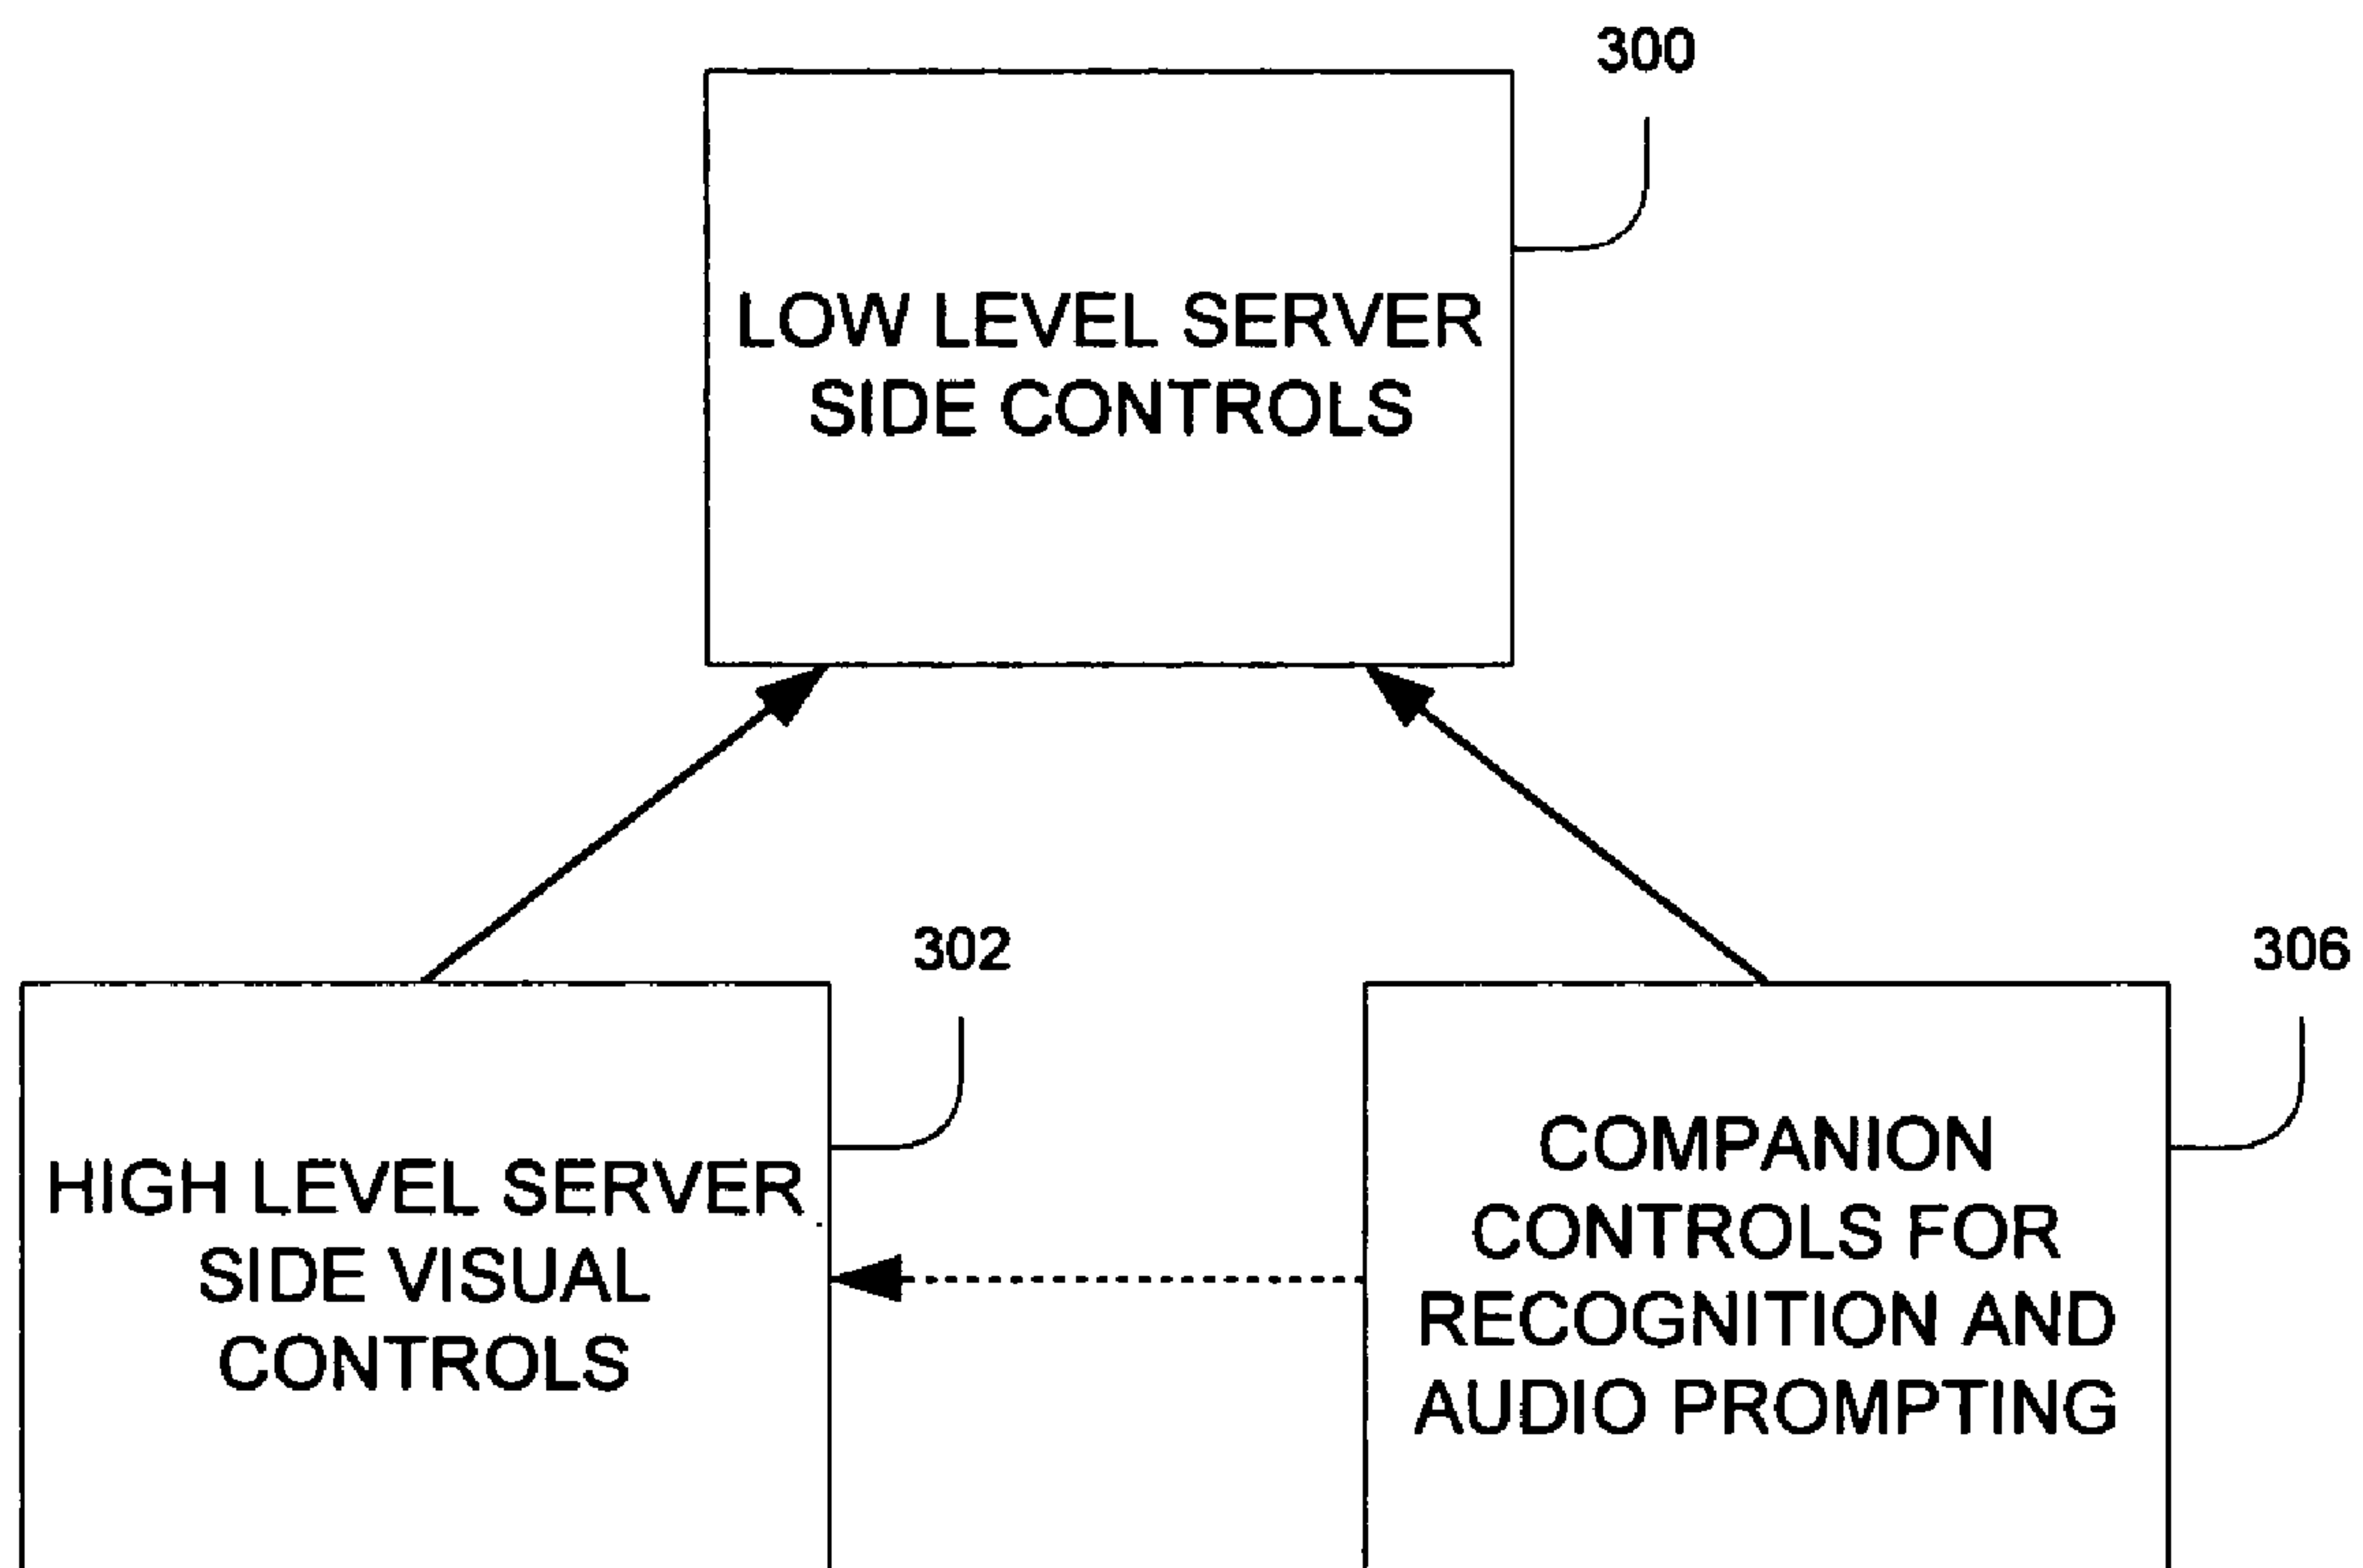 300
LOW LEVEL SERVER
SIDE CONTROLS
302
306
HIGH LEVEL SERVER
SIDE VISUAL
CONTROLS
COMPANION
CONTROLS FOR
RECOGNITION AND
AUDIO PROMPTING